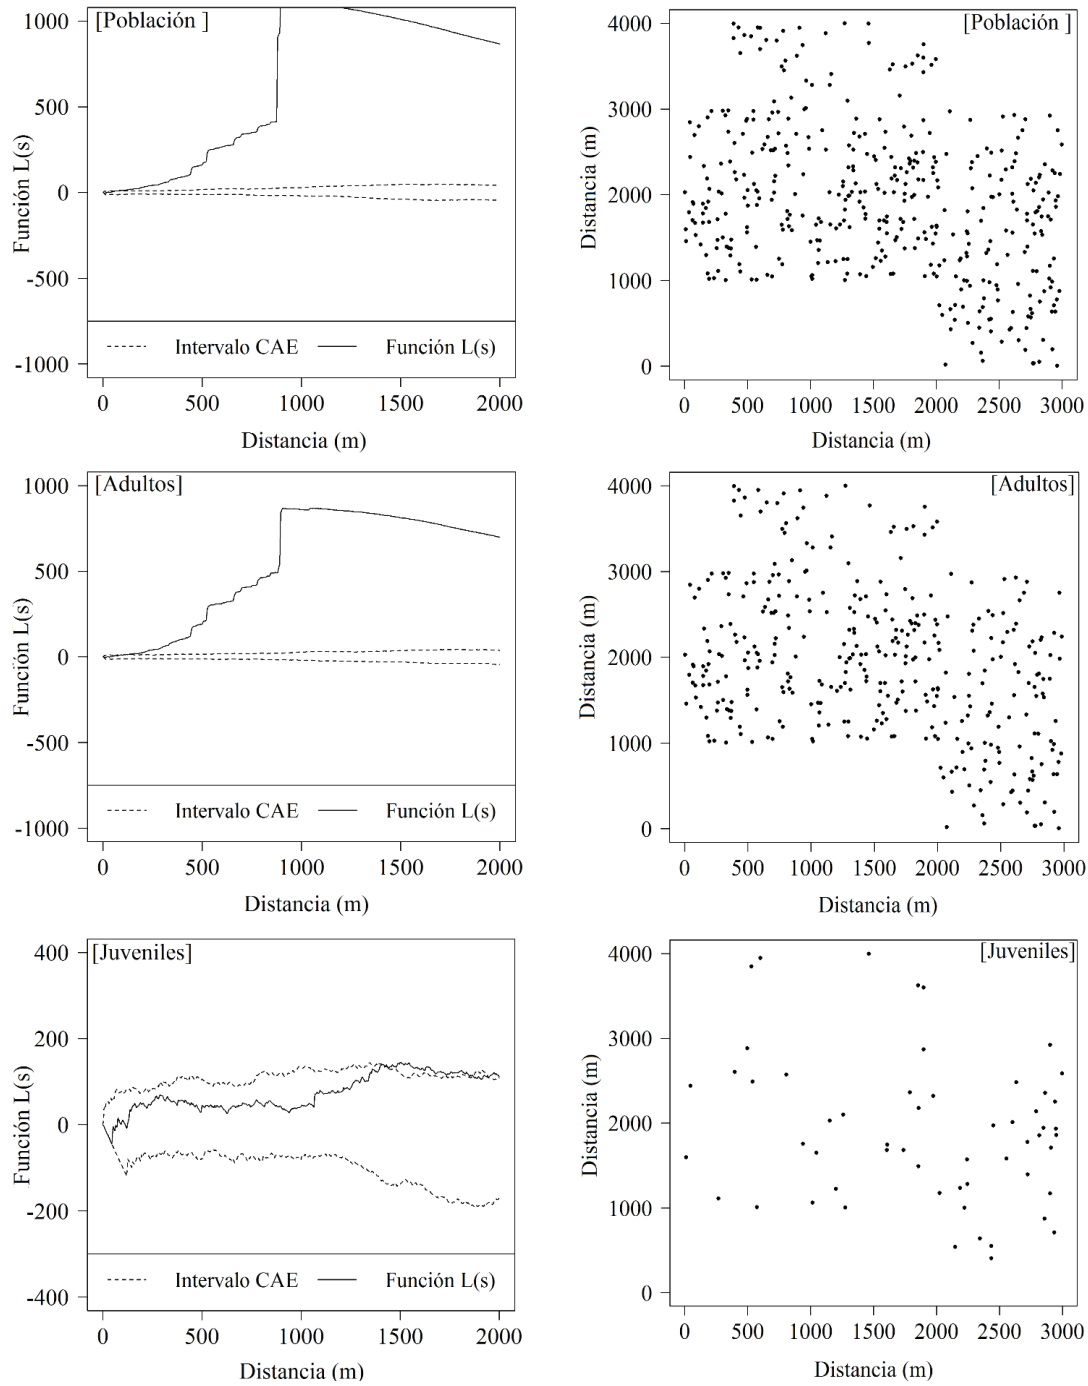 [Población ]
1000
500
0
-500
-1000
Función L(s)
Intervalo CAE
Función L(s)
0 500 1000 1500 2000
Distancia (m)
[Población ]
4000
3000
2000
1000
0
Distancia (m)
0 500 1000 1500 2000 2500 3000
Distancia (m)
[Adultos]
1000
500
0
-500
-1000
Función L(s)
Intervalo CAE
Función L(s)
0 500 1000 1500 2000
Distancia (m)
[Adultos]
4000
3000
2000
1000
0
Distancia (m)
0 500 1000 1500 2000 2500 3000
Distancia (m)
[Juveniles]
400
200
0
-200
-400
Función L(s)
Intervalo CAE
Función L(s)
0 500 1000 1500 2000
Distancia (m)
[Juveniles]
4000
3000
2000
1000
0
Distancia (m)
0 500 1000 1500 2000 2500 3000
Distancia (m)